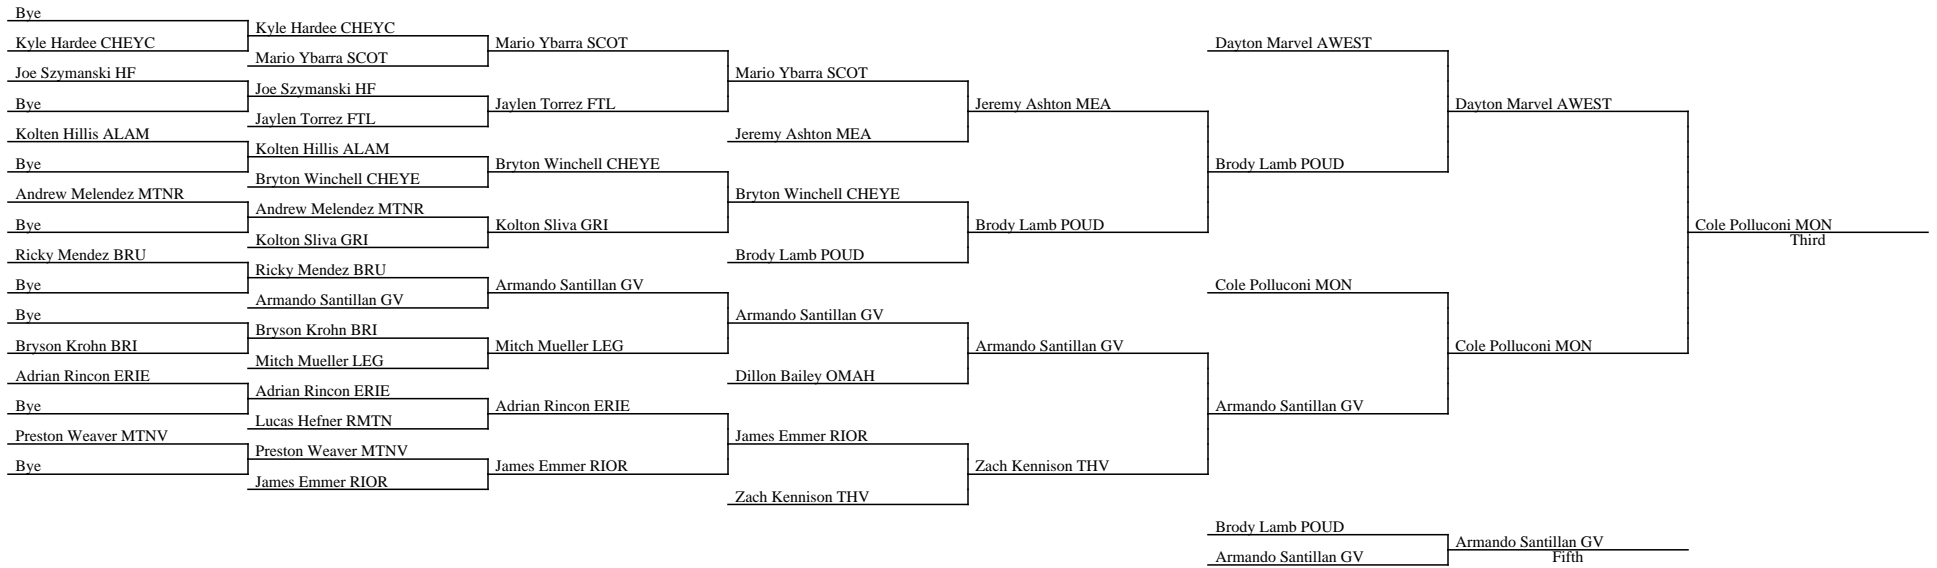 Bye
Kyle Hardee CHEYC
Joe Szymanski HF
Bye
Kolten Hillis ALAM
Bye
Andrew Melendez MTNR
Bye
Ricky Mendez BRU
Bye
Bye
Bryson Krohn BRI
Adrian Rincon ERIE
Bye
Preston Weaver MTNV
Bye
Kyle Hardee CHEYC
Mario Ybarra SCOT
Joe Szymanski HF
Jaylen Torrez FTL
Kolten Hillis ALAM
Bryton Winchell CHEYE
Andrew Melendez MTNR
Kolton Sliva GRI
Ricky Mendez BRU
Armando Santillan GV
Bryson Krohn BRI
Mitch Mueller LEG
Adrian Rincon ERIE
Lucas Hefner RMTN
Preston Weaver MTNV
James Emmer RIOR
Mario Ybarra SCOT
Jaylen Torrez FTL
Bryton Winchell CHEYE
Kolton Sliva GRI
Armando Santillan GV
Mitch Mueller LEG
Adrian Rincon ERIE
James Emmer RIOR
Mario Ybarra SCOT
Jeremy Ashton MEA
Bryton Winchell CHEYE
Brody Lamb POUD
Armando Santillan GV
Dillon Bailey OMAH
James Emmer RIOR
Zach Kennison THV
Jeremy Ashton MEA
Brody Lamb POUD
Armando Santillan GV
Zach Kennison THV
Dayton Marvel AWEST
Brody Lamb POUD
Cole Polluconi MON
Armando Santillan GV
Dayton Marvel AWEST
Cole Polluconi MON
Cole Polluconi MON
Third
Brody Lamb POUD
Armando Santillan GV
Armando Santillan GV
Fifth